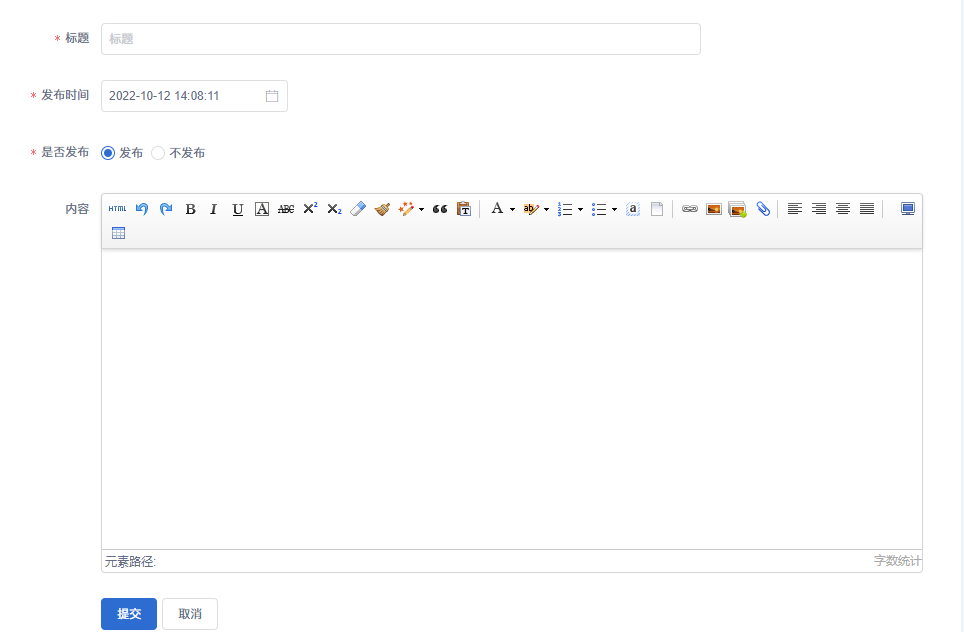 * 标题 标题
* 发布时间 2022-10-12 14:08:11
* 是否发布 发布 不发布
内容 HTML B I U A ABC X² X₂ T A ab a
元素路径: 字数统计
提交 取消